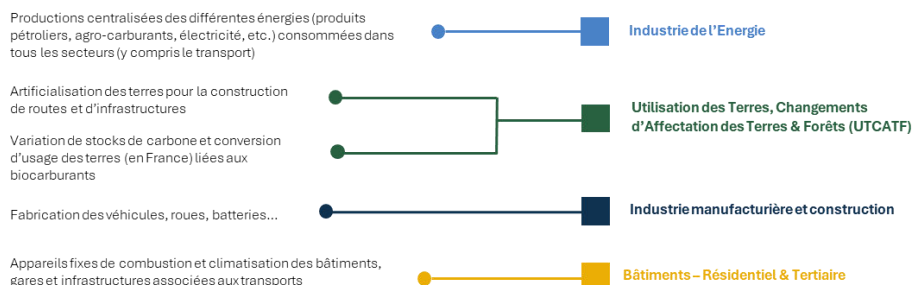 Productions centralisées des différentes énergies (produits
pétroliers, agro-carburants, électricité, etc.) consommées dans
tous les secteurs (y compris le transport)
Industrie de l'Energie
Artificialisation des terres pour la construction
de routes et d'infrastructures
Utilisation des Terres, Changements
d'Affectation des Terres & Forêts (UTCATF)
Variation de stocks de carbone et conversion
d'usage des terres (en France) liées aux
biocarburants
Fabrication des véhicules, roues, batteries...
Industrie manufacturière et construction
Appareils fixes de combustion et climatisation des bâtiments,
gares et infrastructures associées aux transports
Bâtiments – Résidentiel & Tertiaire